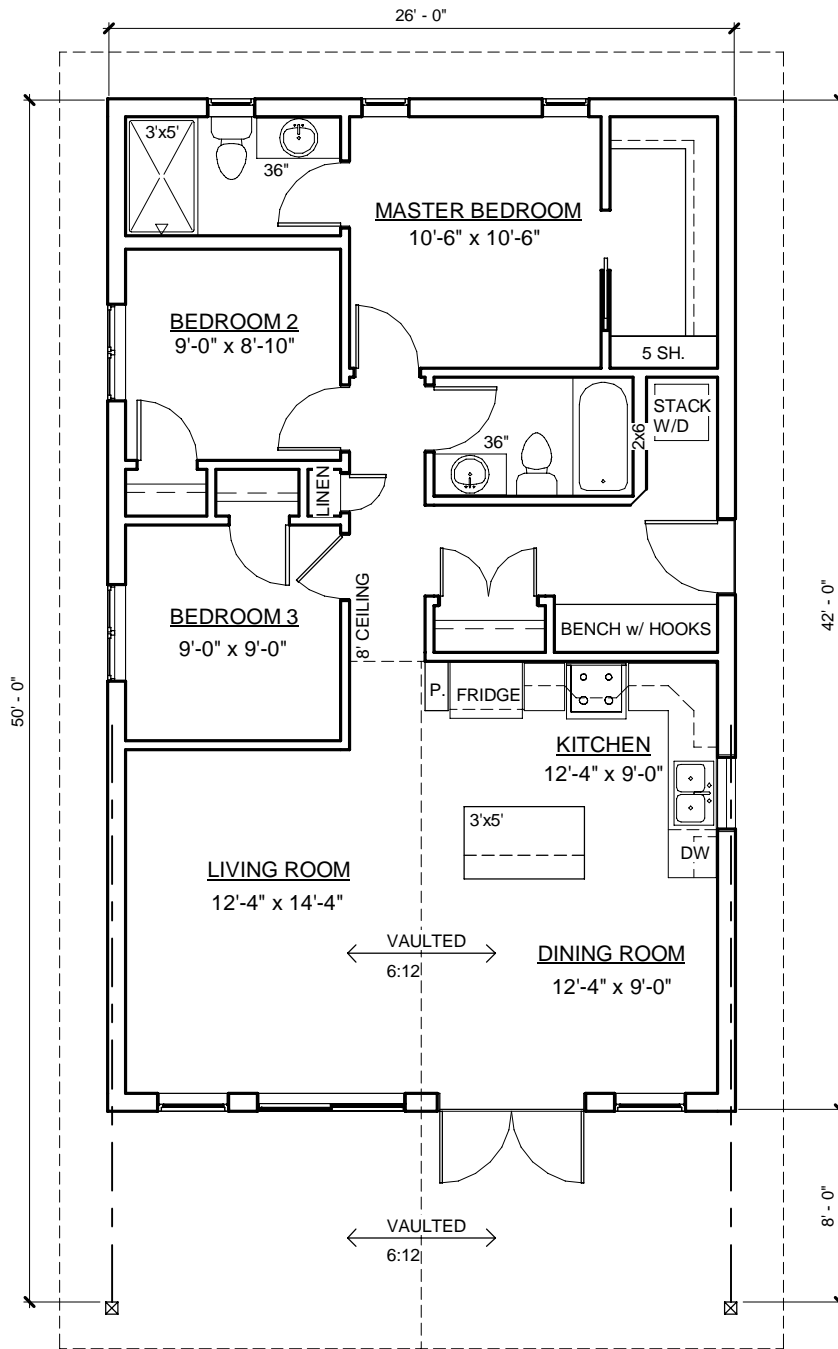 26' - 0"
3'x5'
36"
MASTER BEDROOM
10'-6" x 10'-6"
BEDROOM 2
9'-0" x 8'-10"
5 SH.
STACK
W/D
2x6
36"
LINEN
BEDROOM 3
9'-0" x 9'-0"
8' CEILING
BENCH w/ HOOKS
42' - 0"
50' - 0"
P.
FRIDGE
KITCHEN
12'-4" x 9'-0"
3'x5'
DW
LIVING ROOM
12'-4" x 14'-4"
VAULTED
6:12
DINING ROOM
12'-4" x 9'-0"
8' - 0"
VAULTED
6:12